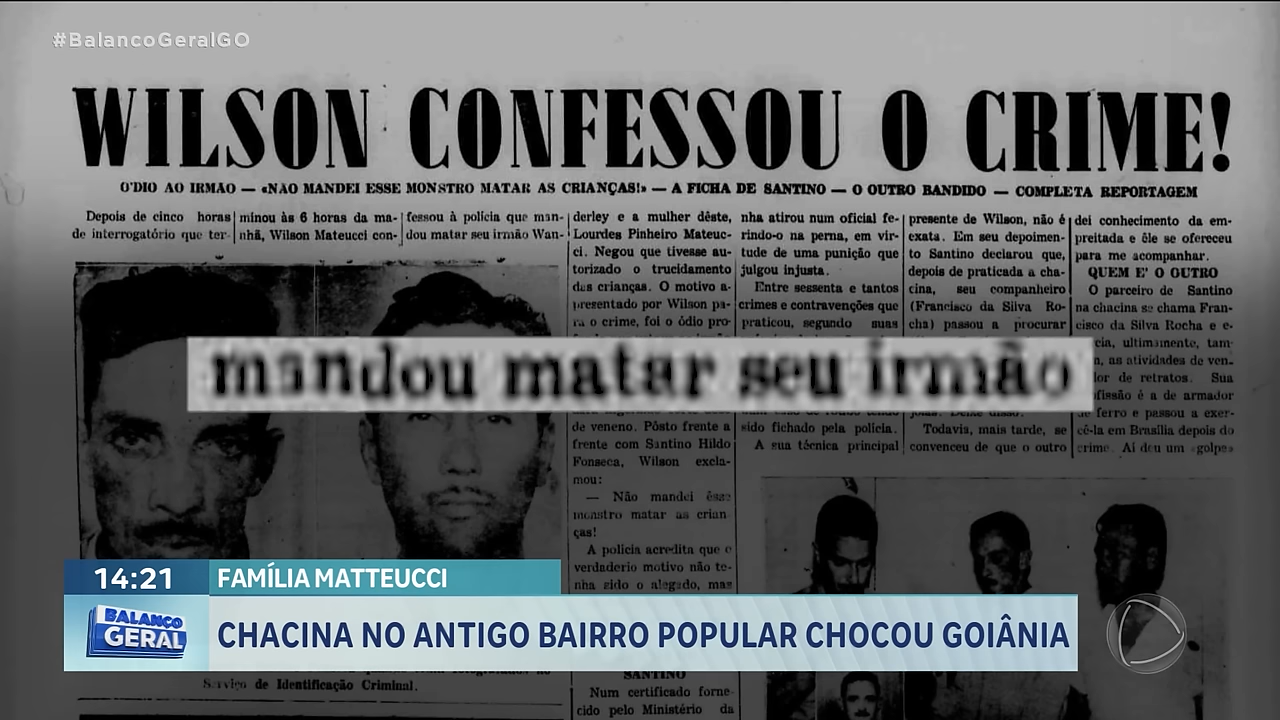 #BalancoGeralGO
WILSON CONFESSOU O CRIME!
O'DIO AO IRMÃO — «NÃO MANDEI ESSE MONSTRO MATAR AS CRIANÇAS!» — A FICHA DE SANTINO — O OUTRO BANDIDO — COMPLETA REPORTAGEM
Depois de cinco horas
de interrogatório que ter-
minou às 6 horas da ma-
nhã, Wilson Mateucci con-
fessou à polícia que man-
dou matar seu irmão Wan-
derley e a mulher dêste,
Lourdes Pinheiro Mateuc-
ci. Negou que tivesse au-
torizado o trucidamento
das crianças. O motivo a-
presentado por Wilson pa-
ra o crime, foi o ódio pro-
de veneno. Pôsto frente a
frente com Santino Hildo
Fonseca, Wilson excla-
mou:
— Não mandei êsse
monstro matar as crian
ças!
A polícia acredita que o
verdaderio motivo não te-
nha sido o alegado, mas
SANTINO
Num certificado forne-
cido pelo Ministério da
nha atirou num oficial fe-
rindo-o na perna, em vir-
tude de uma punição que
julgou injusta.
Entre sessenta e tantos
crimes e contravenções que
praticou, segundo suas
sido fichado pela polícia.
A sua técnica principal
presente de Wilson, não é
exata. Em seu depoimen-
to Santino declarou que,
depois de praticada a cha-
cina, seu companheiro
(Francisco da Silva Ro-
cha) passou a procurar
Todavia, mais tarde, se
convenceu de que o outro
dei conhecimento da em-
preitada e êle se ofereceu
para me acompanhar.
QUEM E' O OUTRO
O parceiro de Santino
na chacina se chama Fran-
cisco da Silva Rocha e e-
cia, ultimamente, tam-
as atividades de ven-
lor de retratos. Sua
ofissão é a de armador
ferro e passou a exer-
cê-la em Brasília depois do
crime. Aí deu um «golpe»
mandou matar seu irmão
Serviço de Identificação Criminal.
14:21
FAMÍLIA MATTEUCCI
BALANÇO
GERAL
CHACINA NO ANTIGO BAIRRO POPULAR CHOCOU GOIÂNIA